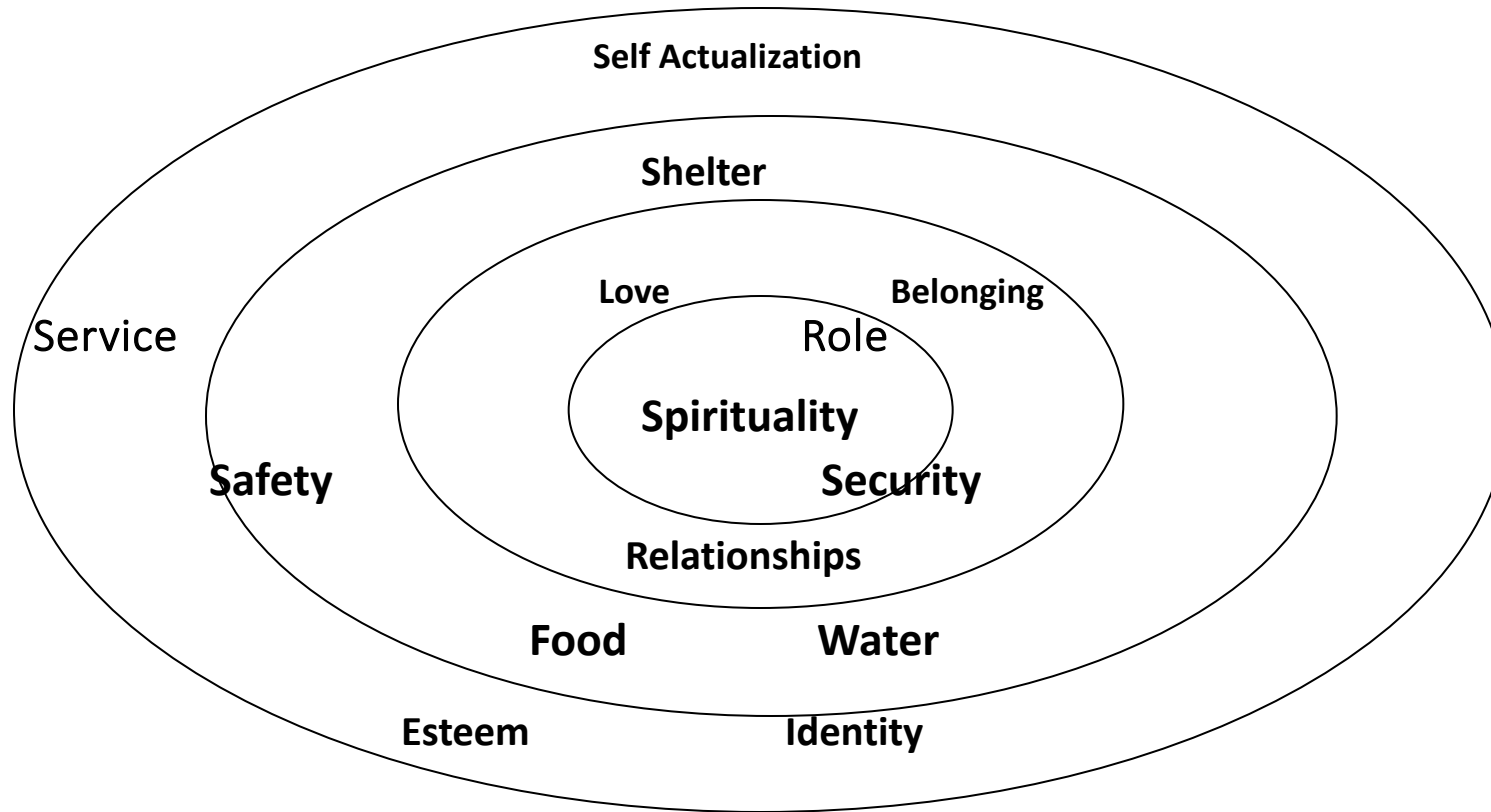 Self Actualization
Shelter
Love
Belonging
Service
Role
Spirituality
Safety
Security
Relationships
Food
Water
Esteem
Identity